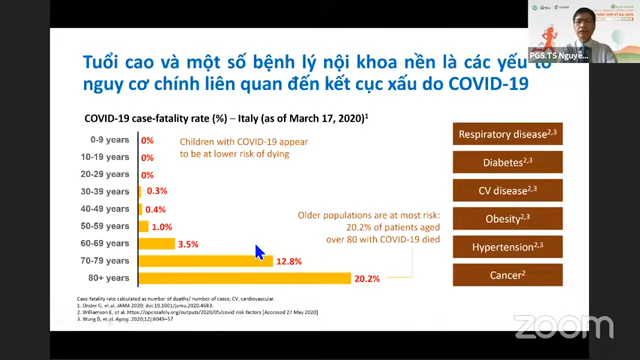 Tuổi cao và một số bệnh lý nội khoa nền là các yếu tố
nguy cơ chính liên quan đến kết cục xấu do COVID-19
PGS.TS Nguye...
COVID-19 case-fatality rate (%) – Italy (as of March 17, 2020)1
0-9 years 0%
10-19 years 0%
20-29 years 0%
30-39 years 0.3%
40-49 years 0.4%
50-59 years 1.0%
60-69 years 3.5%
70-79 years 12.8%
80+ years 20.2%
Children with COVID-19 appear
to be at lower risk of dying
Older populations are at most risk:
20.2% of patients aged
over 80 with COVID-19 died
Respiratory disease2,3
Diabetes2,3
CV disease2,3
Obesity2,3
Hypertension2,3
Cancer2
Case-fatality rate calculated as number of deaths/ number of cases; CV, cardiovascular.
1. Onder G, et al. JAMA 2020; doi:10.1001/jama.2020.4683.
2. Williamson E, et al. https://opensafely.org/outputs/2020/05/covid-risk-factors [Accessed 27 May 2020]
3. Wang B, et al. Aging. 2020;12:6049–57
zoom